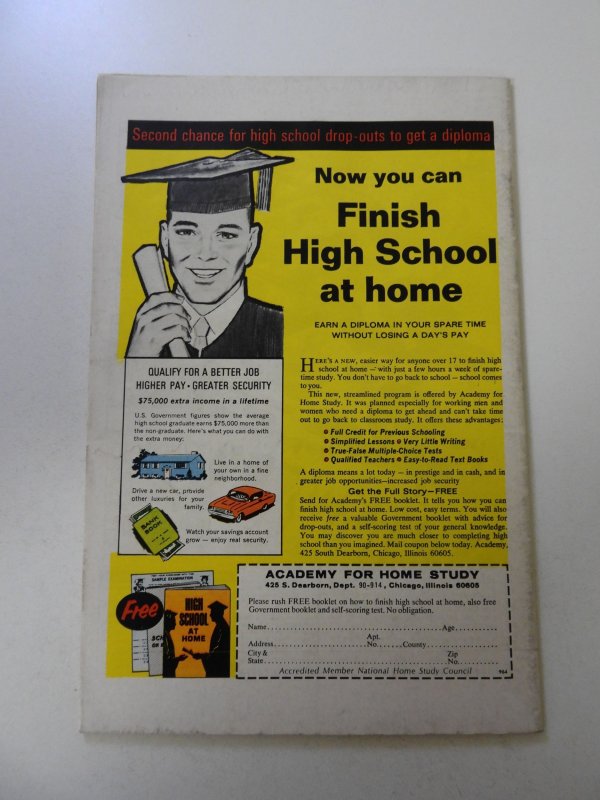 Second chance for high school drop-outs to get a diploma
Now you can
Finish
High School
at home
EARN A DIPLOMA IN YOUR SPARE TIME
WITHOUT LOSING A DAY'S PAY
QUALIFY FOR A BETTER JOB
HIGHER PAY • GREATER SECURITY
$75,000 extra income in a lifetime
U.S. Government figures show the average
high school graduate earns $75,000 more than
the non-graduate. Here's what you can do with
the extra money:
Live in a home of
your own in a fine
neighborhood.
Drive a new car, provide
other luxuries for your
family.
BANK
BOOK
Watch your savings account
grow — enjoy real security.
HERE'S A NEW, easier way for anyone over 17 to finish high
school at home — with just a few hours a week of spare-
time study. You don't have to go back to school — school comes
to you.
This new, streamlined program is offered by Academy for
Home Study. It was planned especially for working men and
women who need a diploma to get ahead and can't take time
out to go back to classroom study. It offers these advantages:
• Full Credit for Previous Schooling
• Simplified Lessons • Very Little Writing
• True-False Multiple-Choice Tests
• Qualified Teachers • Easy-to-Read Text Books
A diploma means a lot today — in prestige and in cash, and in
greater job opportunities—increased job security
Get the Full Story—FREE
Send for Academy's FREE booklet. It tells you how you can
finish high school at home. Low cost, easy terms. You will also
receive free a valuable Government booklet with advice for
drop-outs, and a self-scoring test of your general knowledge.
You may discover you are much closer to completing high
school than you imagined. Mail coupon below today. Academy,
425 South Dearborn, Chicago, Illinois 60605.
SAMPLE EXAMINATION
Free
HIGH
SCHOOL
AT
HOME
ACADEMY FOR HOME STUDY
425 S. Dearborn, Dept. 90-914, Chicago, Illinois 60605
Please rush FREE booklet on how to finish high school at home, also free
Government booklet and self-scoring test. No obligation.
Name Age
Apt.
Address No. County
City & Zip
State No.
Accredited Member National Home Study Council 964